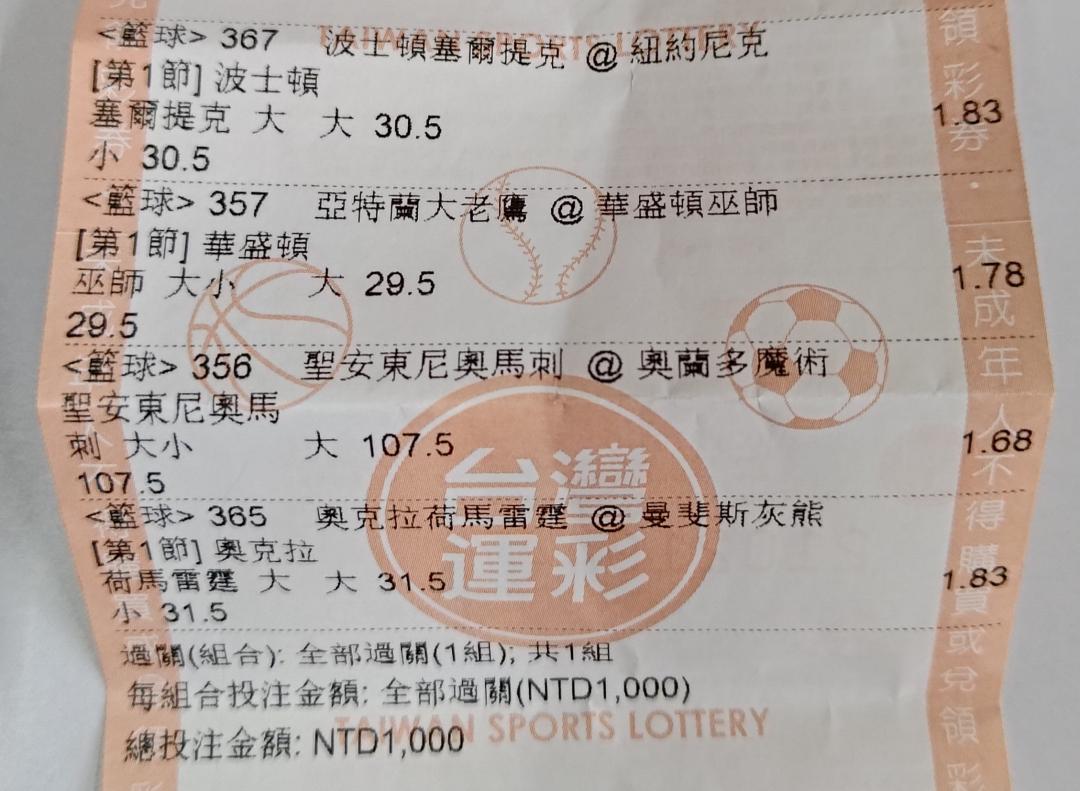 <籃球> 367 波士頓塞爾提克 @ 紐約尼克
[第1節] 波士頓
塞爾提克 大 大 30.5 1.83
小 30.5
<籃球> 357 亞特蘭大老鷹 @ 華盛頓巫師
[第1節] 華盛頓
巫師 大小 大 29.5 1.78
29.5
<籃球> 356 聖安東尼奧馬刺 @ 奧蘭多魔術
聖安東尼奧馬
刺 大小 大 107.5 1.68
107.5
<籃球> 365 奧克拉荷馬雷霆 @ 曼斐斯灰熊
[第1節] 奧克拉
荷馬雷霆 大 大 31.5 1.83
小 31.5
過關(組合): 全部過關(1組); 共1組
每組合投注金額: 全部過關(NTD1,000)
總投注金額: NTD1,000
TAIWAN SPORTS LOTTERY
TAIWAN SPORTS LOTTERY
台灣
運彩
領彩券．未成年人不得購買或兌領彩